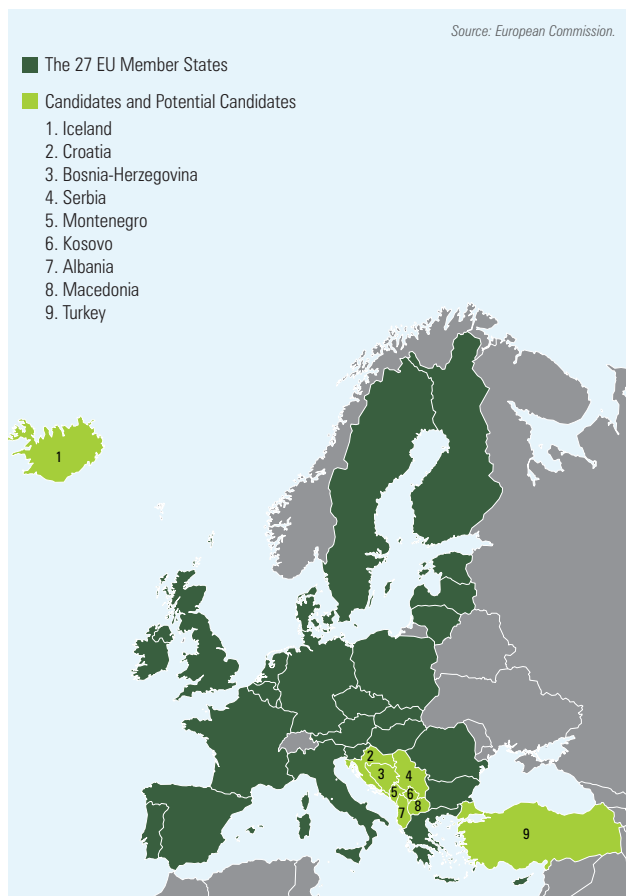 Source: European Commission.
The 27 EU Member States
Candidates and Potential Candidates
1. Iceland
2. Croatia
3. Bosnia-Herzegovina
4. Serbia
5. Montenegro
6. Kosovo
7. Albania
8. Macedonia
9. Turkey
1
2
3
4
5
6
7
8
9